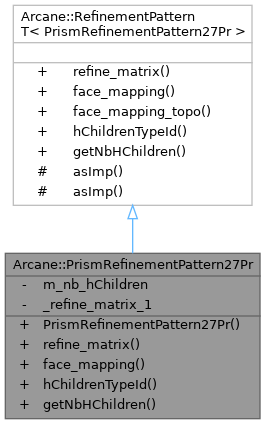 Arcane::RefinementPattern
T< PrismRefinementPattern27Pr >
+ refine_matrix()
+ face_mapping()
+ face_mapping_topo()
+ hChildrenTypeId()
+ getNbHChildren()
# asImp()
# asImp()
Arcane::PrismRefinementPattern27Pr
- m_nb_hChildren
- _refine_matrix_1
+ PrismRefinementPattern27Pr()
+ refine_matrix()
+ face_mapping()
+ hChildrenTypeId()
+ getNbHChildren()